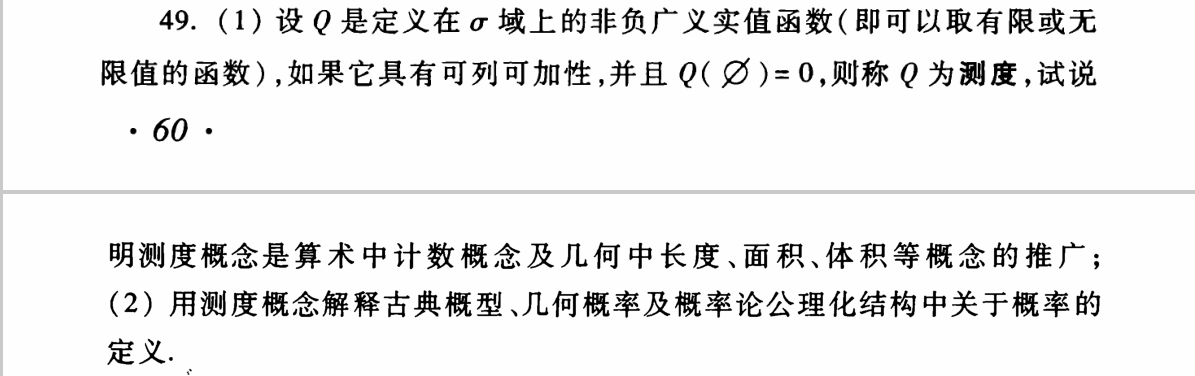 49. (1) 设 Q 是定义在 σ 域上的非负广义实值函数(即可以取有限或无
限值的函数),如果它具有可列可加性,并且 Q(∅)= 0,则称 Q 为测度,试说
· 60 ·
明测度概念是算术中计数概念及几何中长度、面积、体积等概念的推广;
(2) 用测度概念解释古典概型、几何概率及概率论公理化结构中关于概率的
定义.